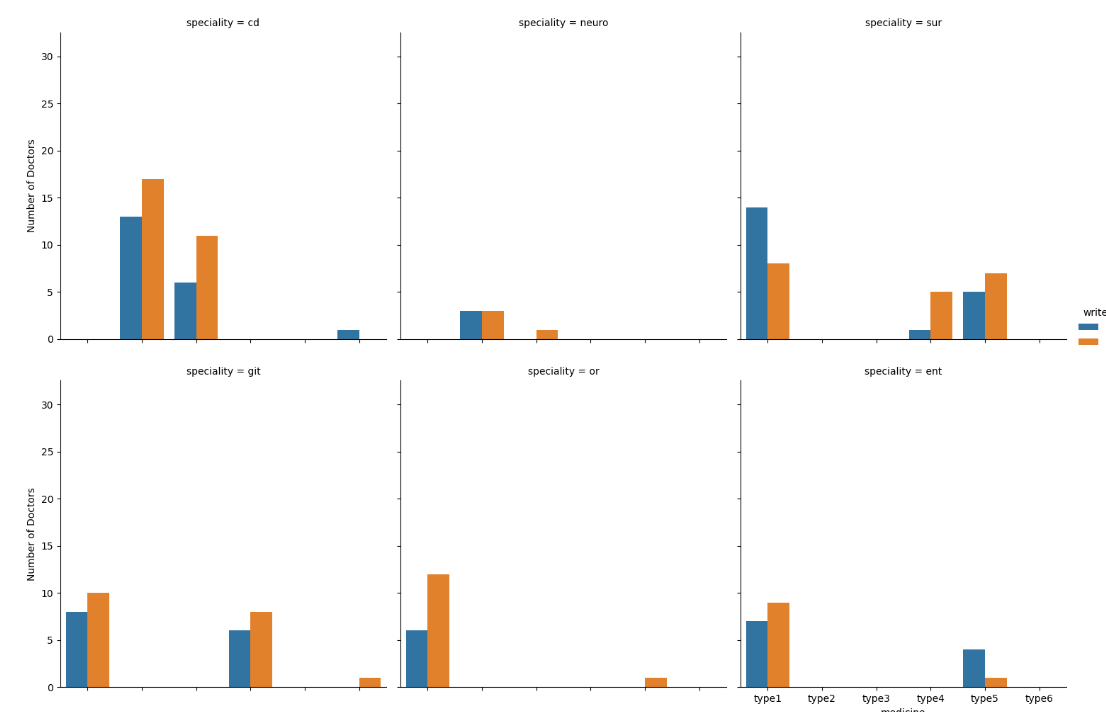 speciality = cd
speciality = neuro
speciality = sur
30
25
20
15
10
5
0
Number of Doctors
write
speciality = git
speciality = or
speciality = ent
30
25
20
15
10
5
0
Number of Doctors
type1 type2 type3 type4 type5 type6
medicine